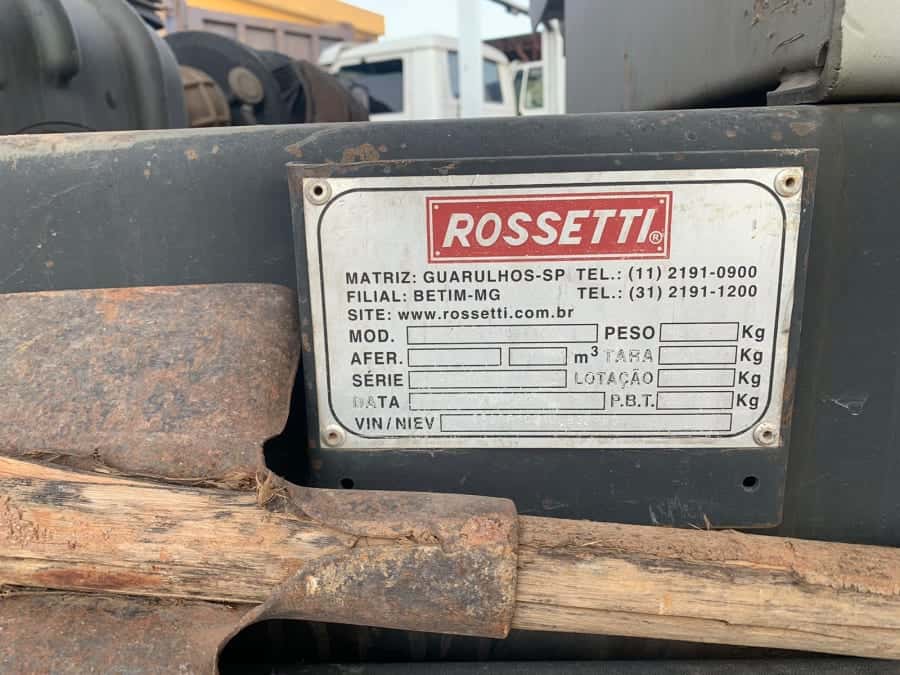 ROSSETTI®
MATRIZ: GUARULHOS-SP TEL.: (11) 2191-0900
FILIAL: BETIM-MG TEL.: (31) 2191-1200
SITE: www.rossetti.com.br
MOD. PESO Kg
AFER. m³ TARA Kg
SÉRIE LOTAÇÃO Kg
DATA P.B.T. Kg
VIN/NIEV